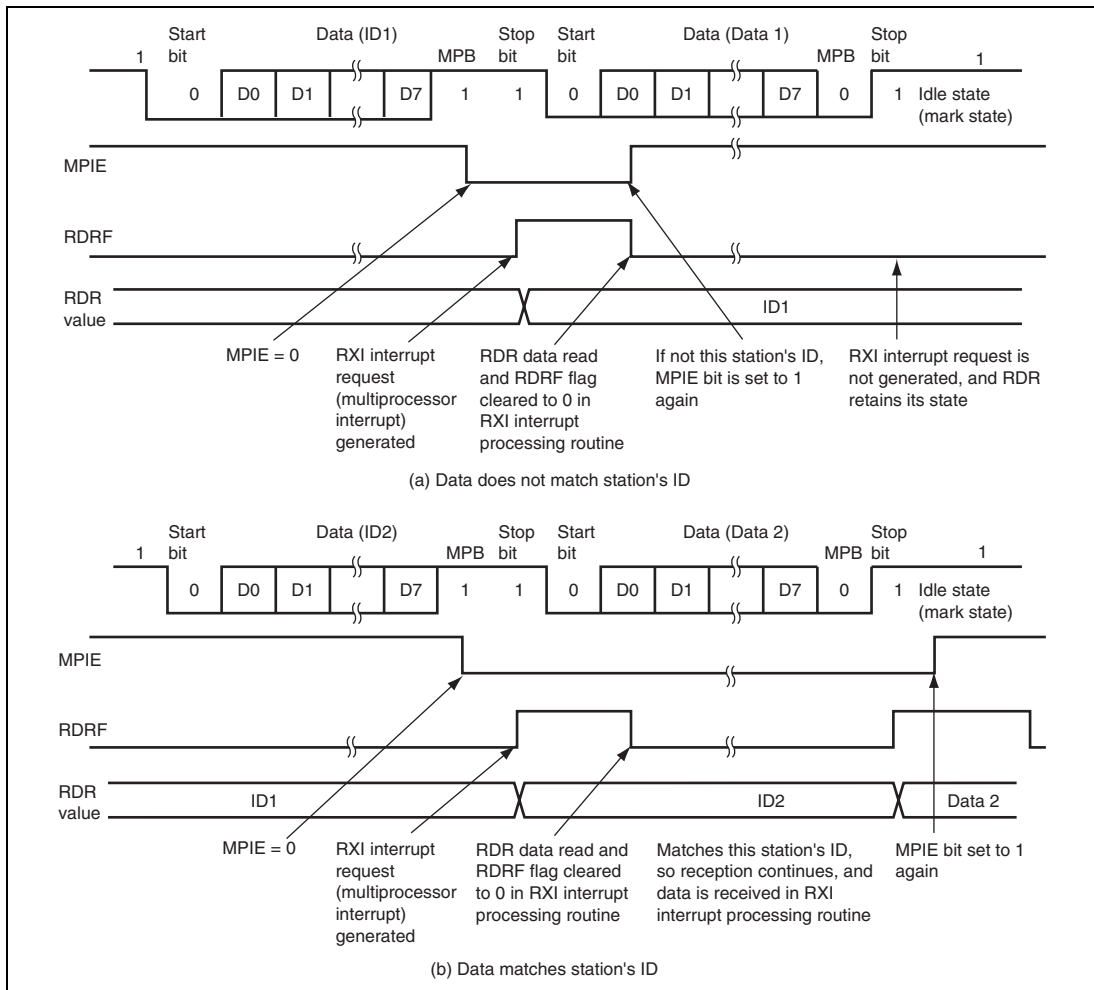 Start bit Data (ID1) MPB Stop bit Start bit Data (Data 1) MPB Stop bit
1 0 D0 D1 D7 1 1 0 D0 D1 D7 0 1 1
Idle state
(mark state)
MPIE
RDRF
RDR
value
ID1
MPIE = 0
RXI interrupt
request
(multiprocessor
interrupt)
generated
RDR data read
and RDRF flag
cleared to 0 in
RXI interrupt
processing routine
If not this station's ID,
MPIE bit is set to 1
again
RXI interrupt request is
not generated, and RDR
retains its state
(a) Data does not match station's ID
Start bit Data (ID2) MPB Stop bit Start bit Data (Data 2) MPB Stop bit
1 0 D0 D1 D7 1 1 0 D0 D1 D7 0 1 1
Idle state
(mark state)
MPIE
RDRF
RDR
value
ID1 ID2 Data 2
MPIE = 0
RXI interrupt
request
(multiprocessor
interrupt)
generated
RDR data read and
RDRF flag cleared
to 0 in RXI interrupt
processing routine
Matches this station's ID,
so reception continues, and
data is received in RXI
interrupt processing routine
MPIE bit set to 1
again
(b) Data matches station's ID